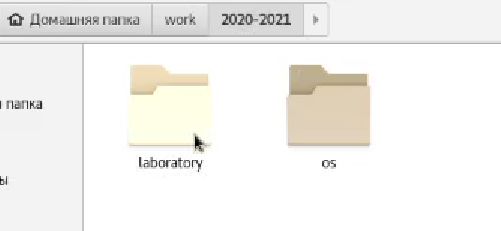 Домашняя папка work 2020-2021
папка
laboratory os
ы